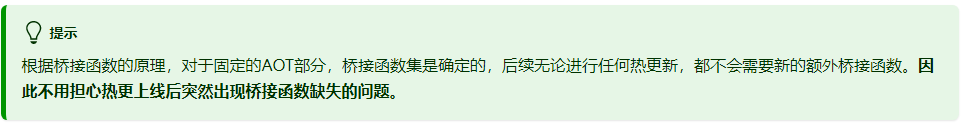 提示
根据桥接函数的原理，对于固定的AOT部分，桥接函数集是确定的，后续无论进行任何热更新，都不会需要新的额外桥接函数。因
此不用担心热更上线后突然出现桥接函数缺失的问题。